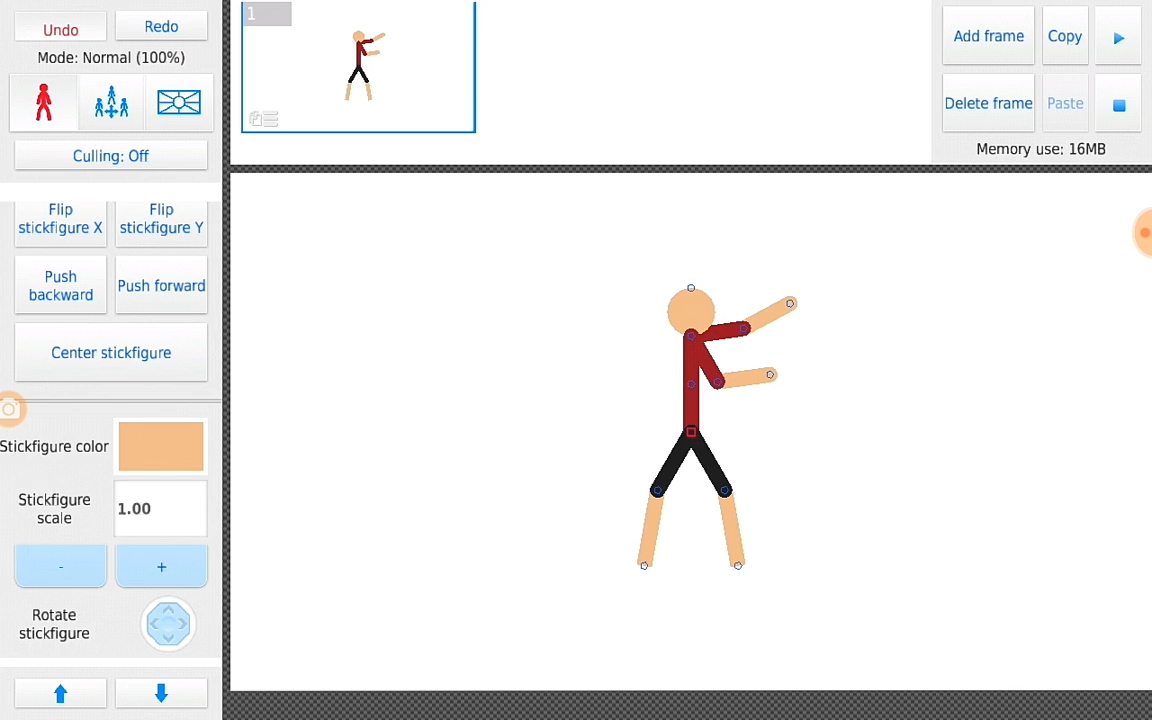 Undo
Redo
Mode: Normal (100%)
Culling: Off
Flip
stickfigure X
Flip
stickfigure Y
Push
backward
Push forward
Center stickfigure
Stickfigure color
Stickfigure
scale
1.00
-
+
Rotate
stickfigure
1
Add frame
Copy
Delete frame
Paste
Memory use: 16MB